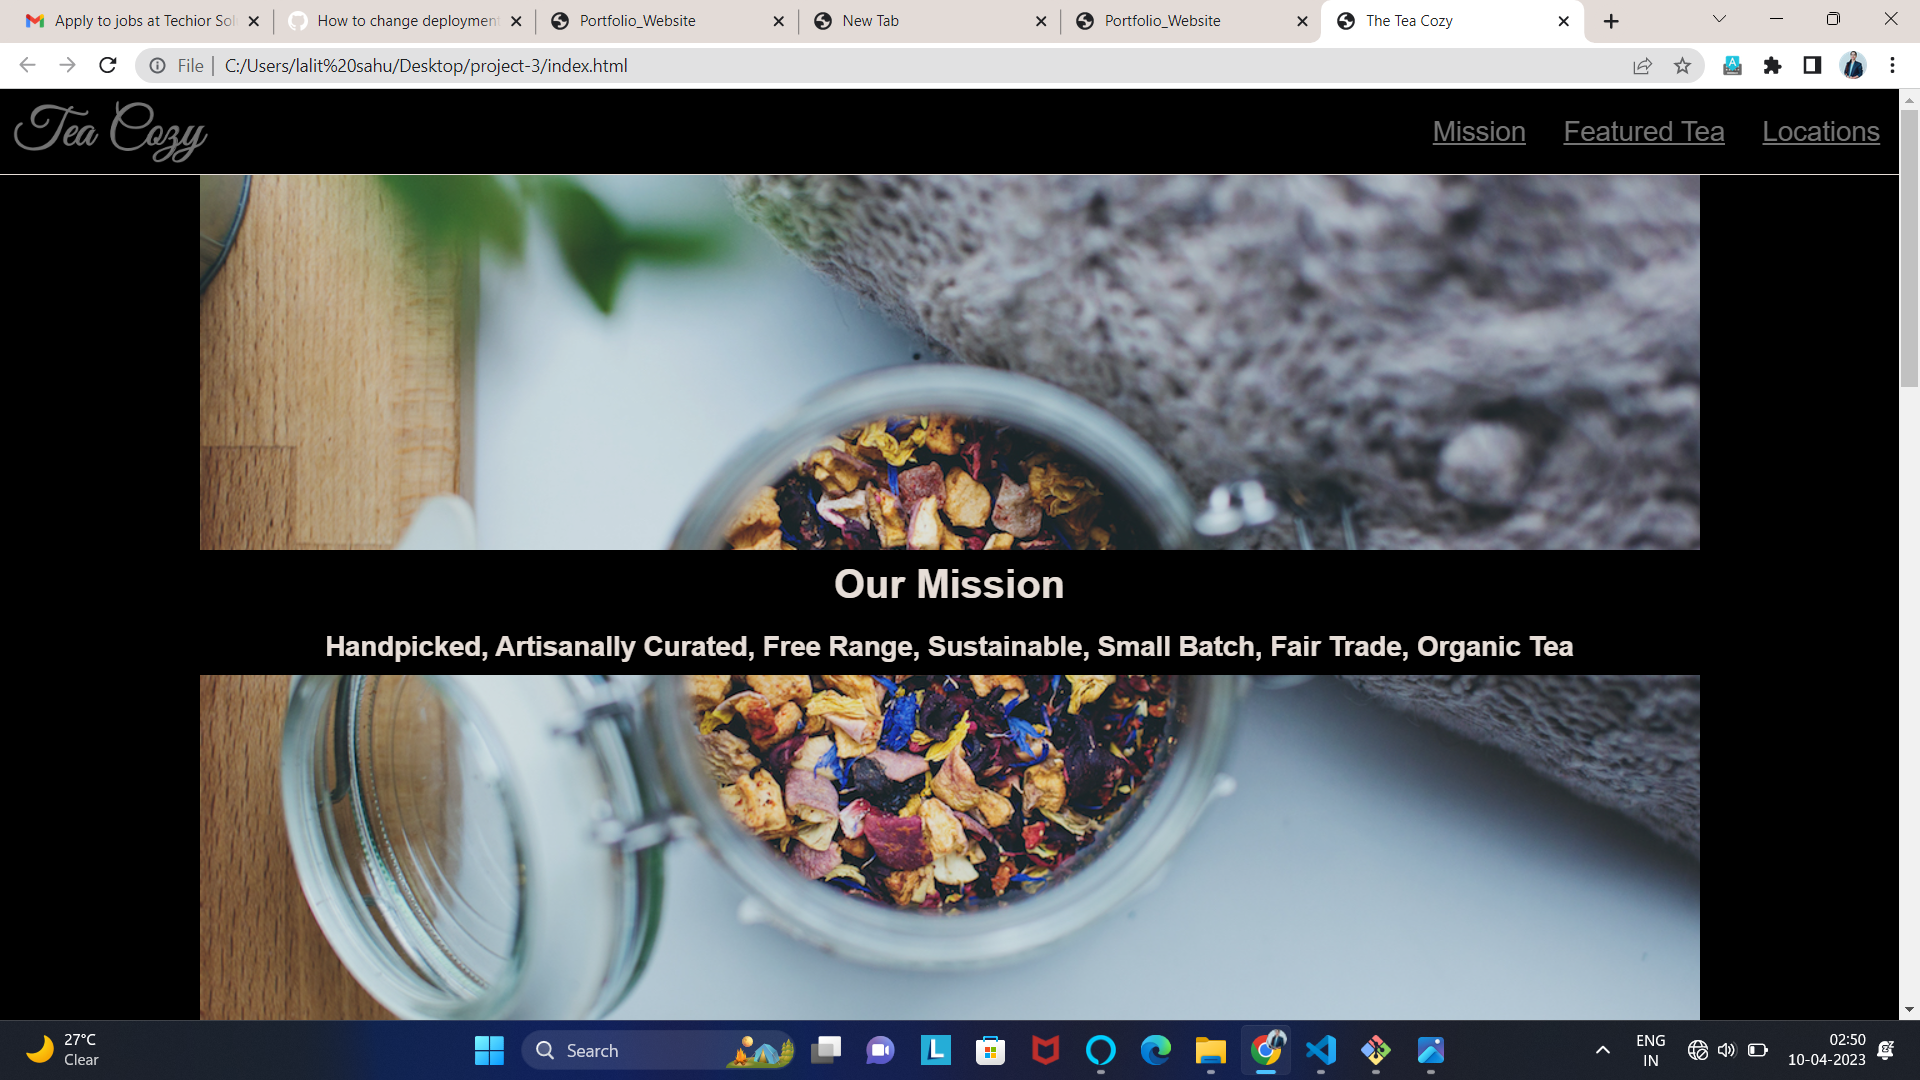 Apply to jobs at Techior Sol
How to change deployment
Portfolio_Website
New Tab
Portfolio_Website
The Tea Cozy
File | C:/Users/lalit%20sahu/Desktop/project-3/index.html
Tea Cozy
Mission
Featured Tea
Locations
Our Mission
Handpicked, Artisanally Curated, Free Range, Sustainable, Small Batch, Fair Trade, Organic Tea
27°C
Clear
Search
ENG
IN
02:50
10-04-2023